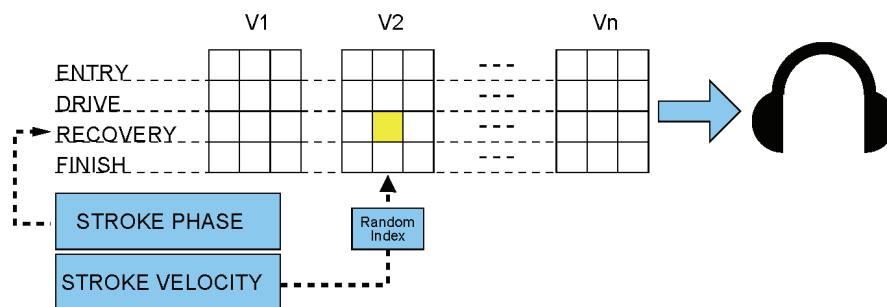 V1 V2 Vn
ENTRY
DRIVE
RECOVERY
FINISH
STROKE PHASE
Random
Index
STROKE VELOCITY